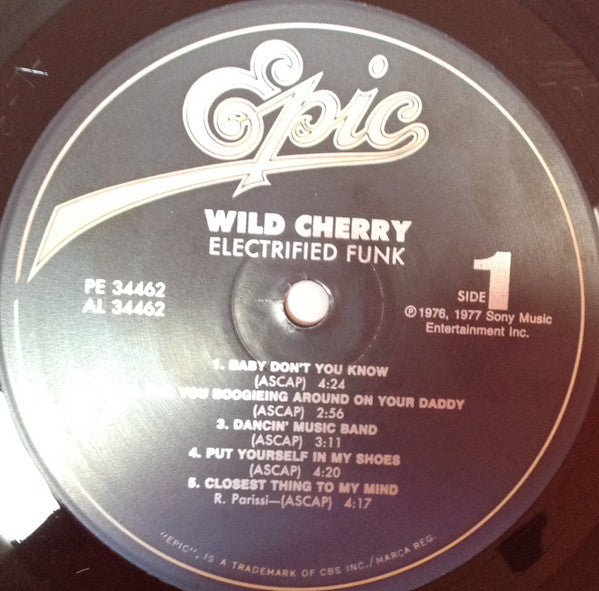 Epic
WILD CHERRY
ELECTRIFIED FUNK
PE 34462
AL 34462
SIDE 1
Ⓟ 1976, 1977 Sony Music
Entertainment Inc.
1. BABY DON'T YOU KNOW
(ASCAP) 4:24
YOU BOOGIEING AROUND ON YOUR DADDY
(ASCAP) 2:56
3. DANCIN' MUSIC BAND
(ASCAP) 3:11
4. PUT YOURSELF IN MY SHOES
(ASCAP) 4:20
5. CLOSEST THING TO MY MIND
R. Parissi—(ASCAP) 4:17
"EPIC", IS A TRADEMARK OF CBS INC./MARCA REG.